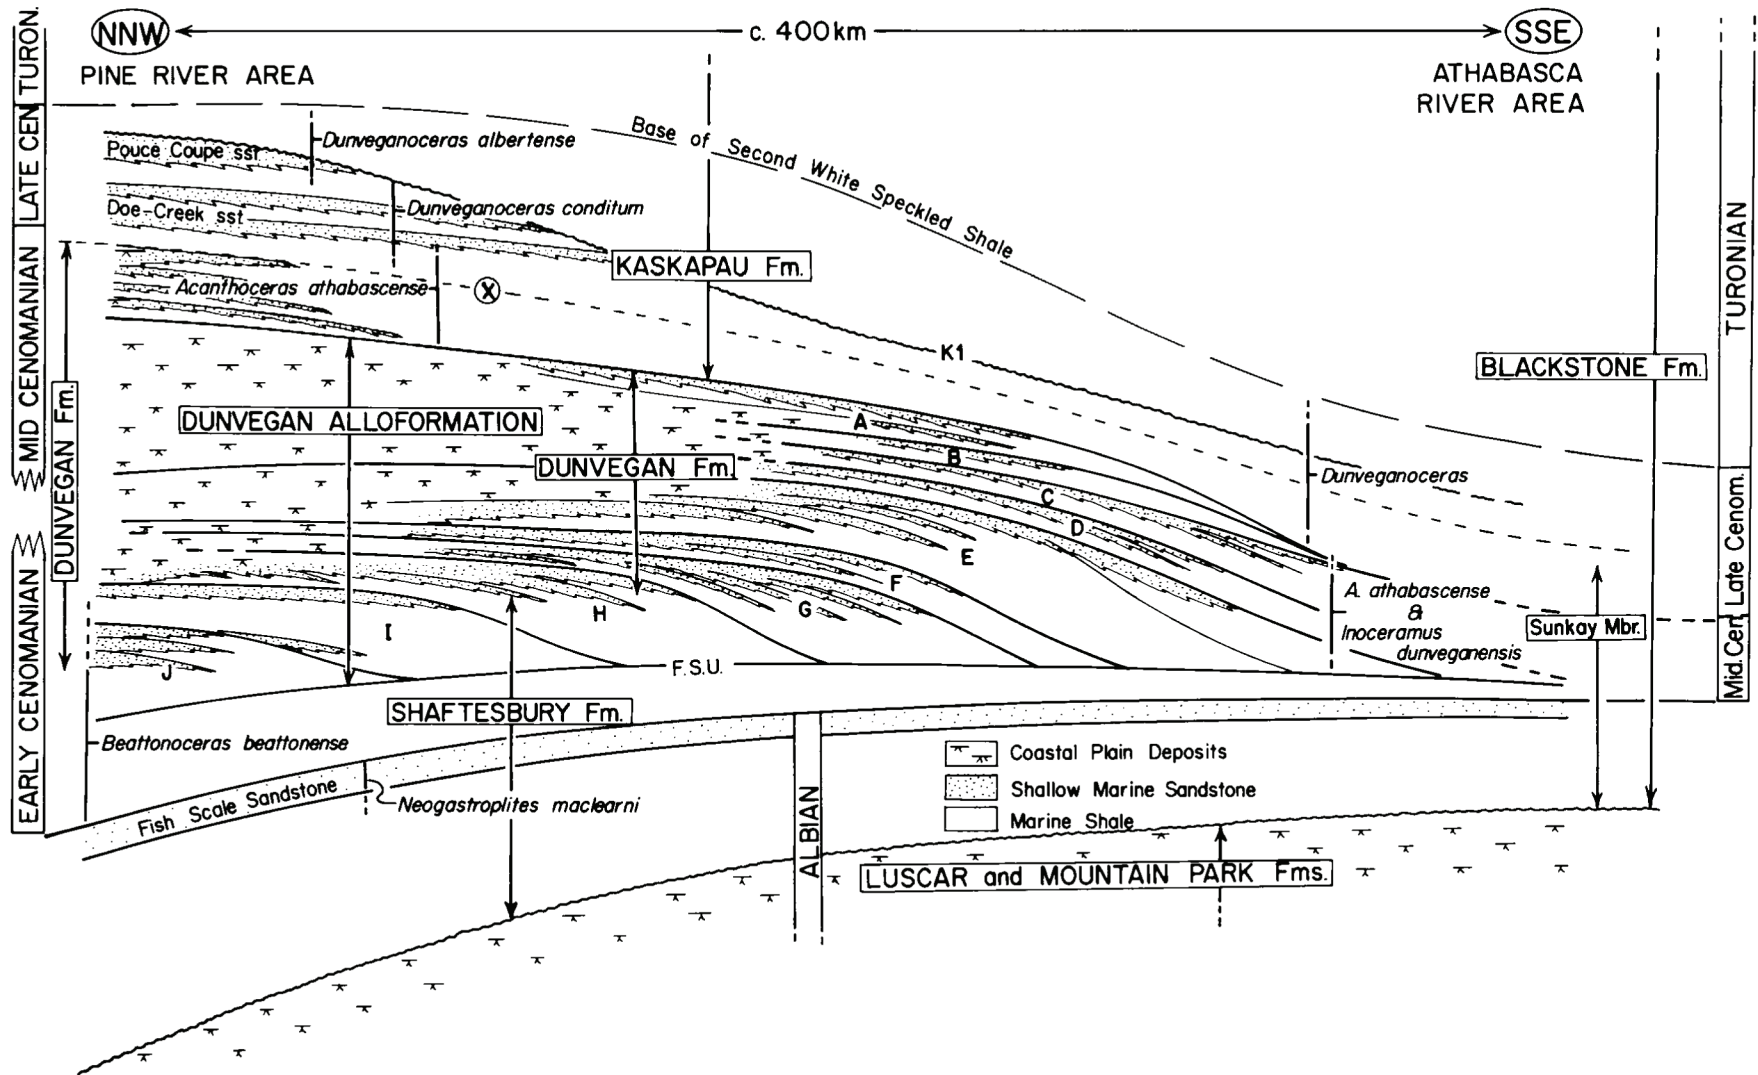 NNW
c. 400km
SSE
PINE RIVER AREA
ATHABASCA
RIVER AREA
TURON.
LATE CEN
MID CENOMANIAN
EARLY CENOMANIAN
DUNVEGAN Fm.
Base of Second White Speckled Shale
Dunveganoceras albertense
Pouce Coupe sst
Dunveganoceras conditum
Doe-Creek sst
KASKAPAU Fm.
Acanthoceras athabascense
X
K1
TURONIAN
BLACKSTONE Fm.
DUNVEGAN ALLOFORMATION
A
DUNVEGAN Fm.
B
Dunveganoceras
C
D
E
Late Cenom.
F
A. athabascense
&
Inoceramus
dunveganensis
H
G
Sunkay Mbr.
I
Mid.Cen
F.S.U.
J
SHAFTESBURY Fm.
Beattonoceras beattonense
Coastal Plain Deposits
Shallow Marine Sandstone
Marine Shale
Fish Scale Sandstone
Neogastroplites maclearni
ALBIAN
LUSCAR and MOUNTAIN PARK Fms.